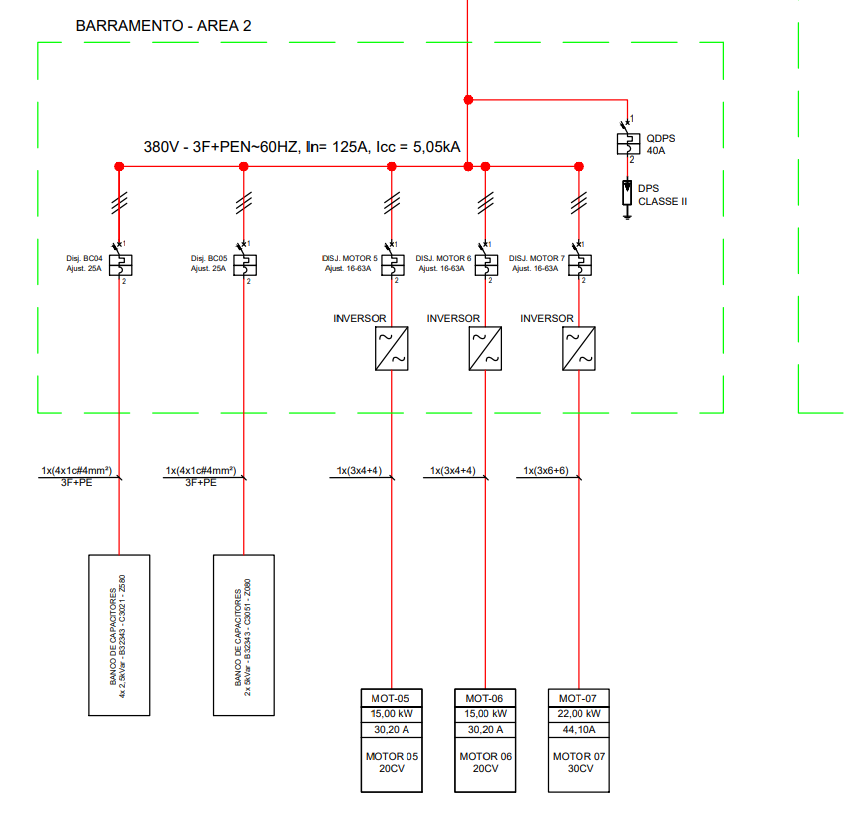 BARRAMENTO - AREA 2
380V - 3F+PEN~60HZ, In= 125A, Icc = 5,05kA
1
QDPS
40A
2
DPS
CLASSE II
1
Disj. BC04
Ajust. 25A
2
1
Disj. BC05
Ajust. 25A
2
1
DISJ. MOTOR 5
Ajust. 16-63A
2
1
DISJ. MOTOR 6
Ajust. 16-63A
2
1
DISJ. MOTOR 7
Ajust. 16-63A
2
INVERSOR
INVERSOR
INVERSOR
1x(4x1c#4mm²)
3F+PE
1x(4x1c#4mm²)
3F+PE
1x(3x4+4)
1x(3x4+4)
1x(3x6+6)
BANCO DE CAPACITORES
4x 2,5kVar - B32343 - C3021 - Z580
BANCO DE CAPACITORES
2x 5kVar - B32343 - C3051 - Z080
MOT-05
15,00 kW
30,20 A
MOTOR 05
20CV
MOT-06
15,00 kW
30,20 A
MOTOR 06
20CV
MOT-07
22,00 kW
44,10A
MOTOR 07
30CV